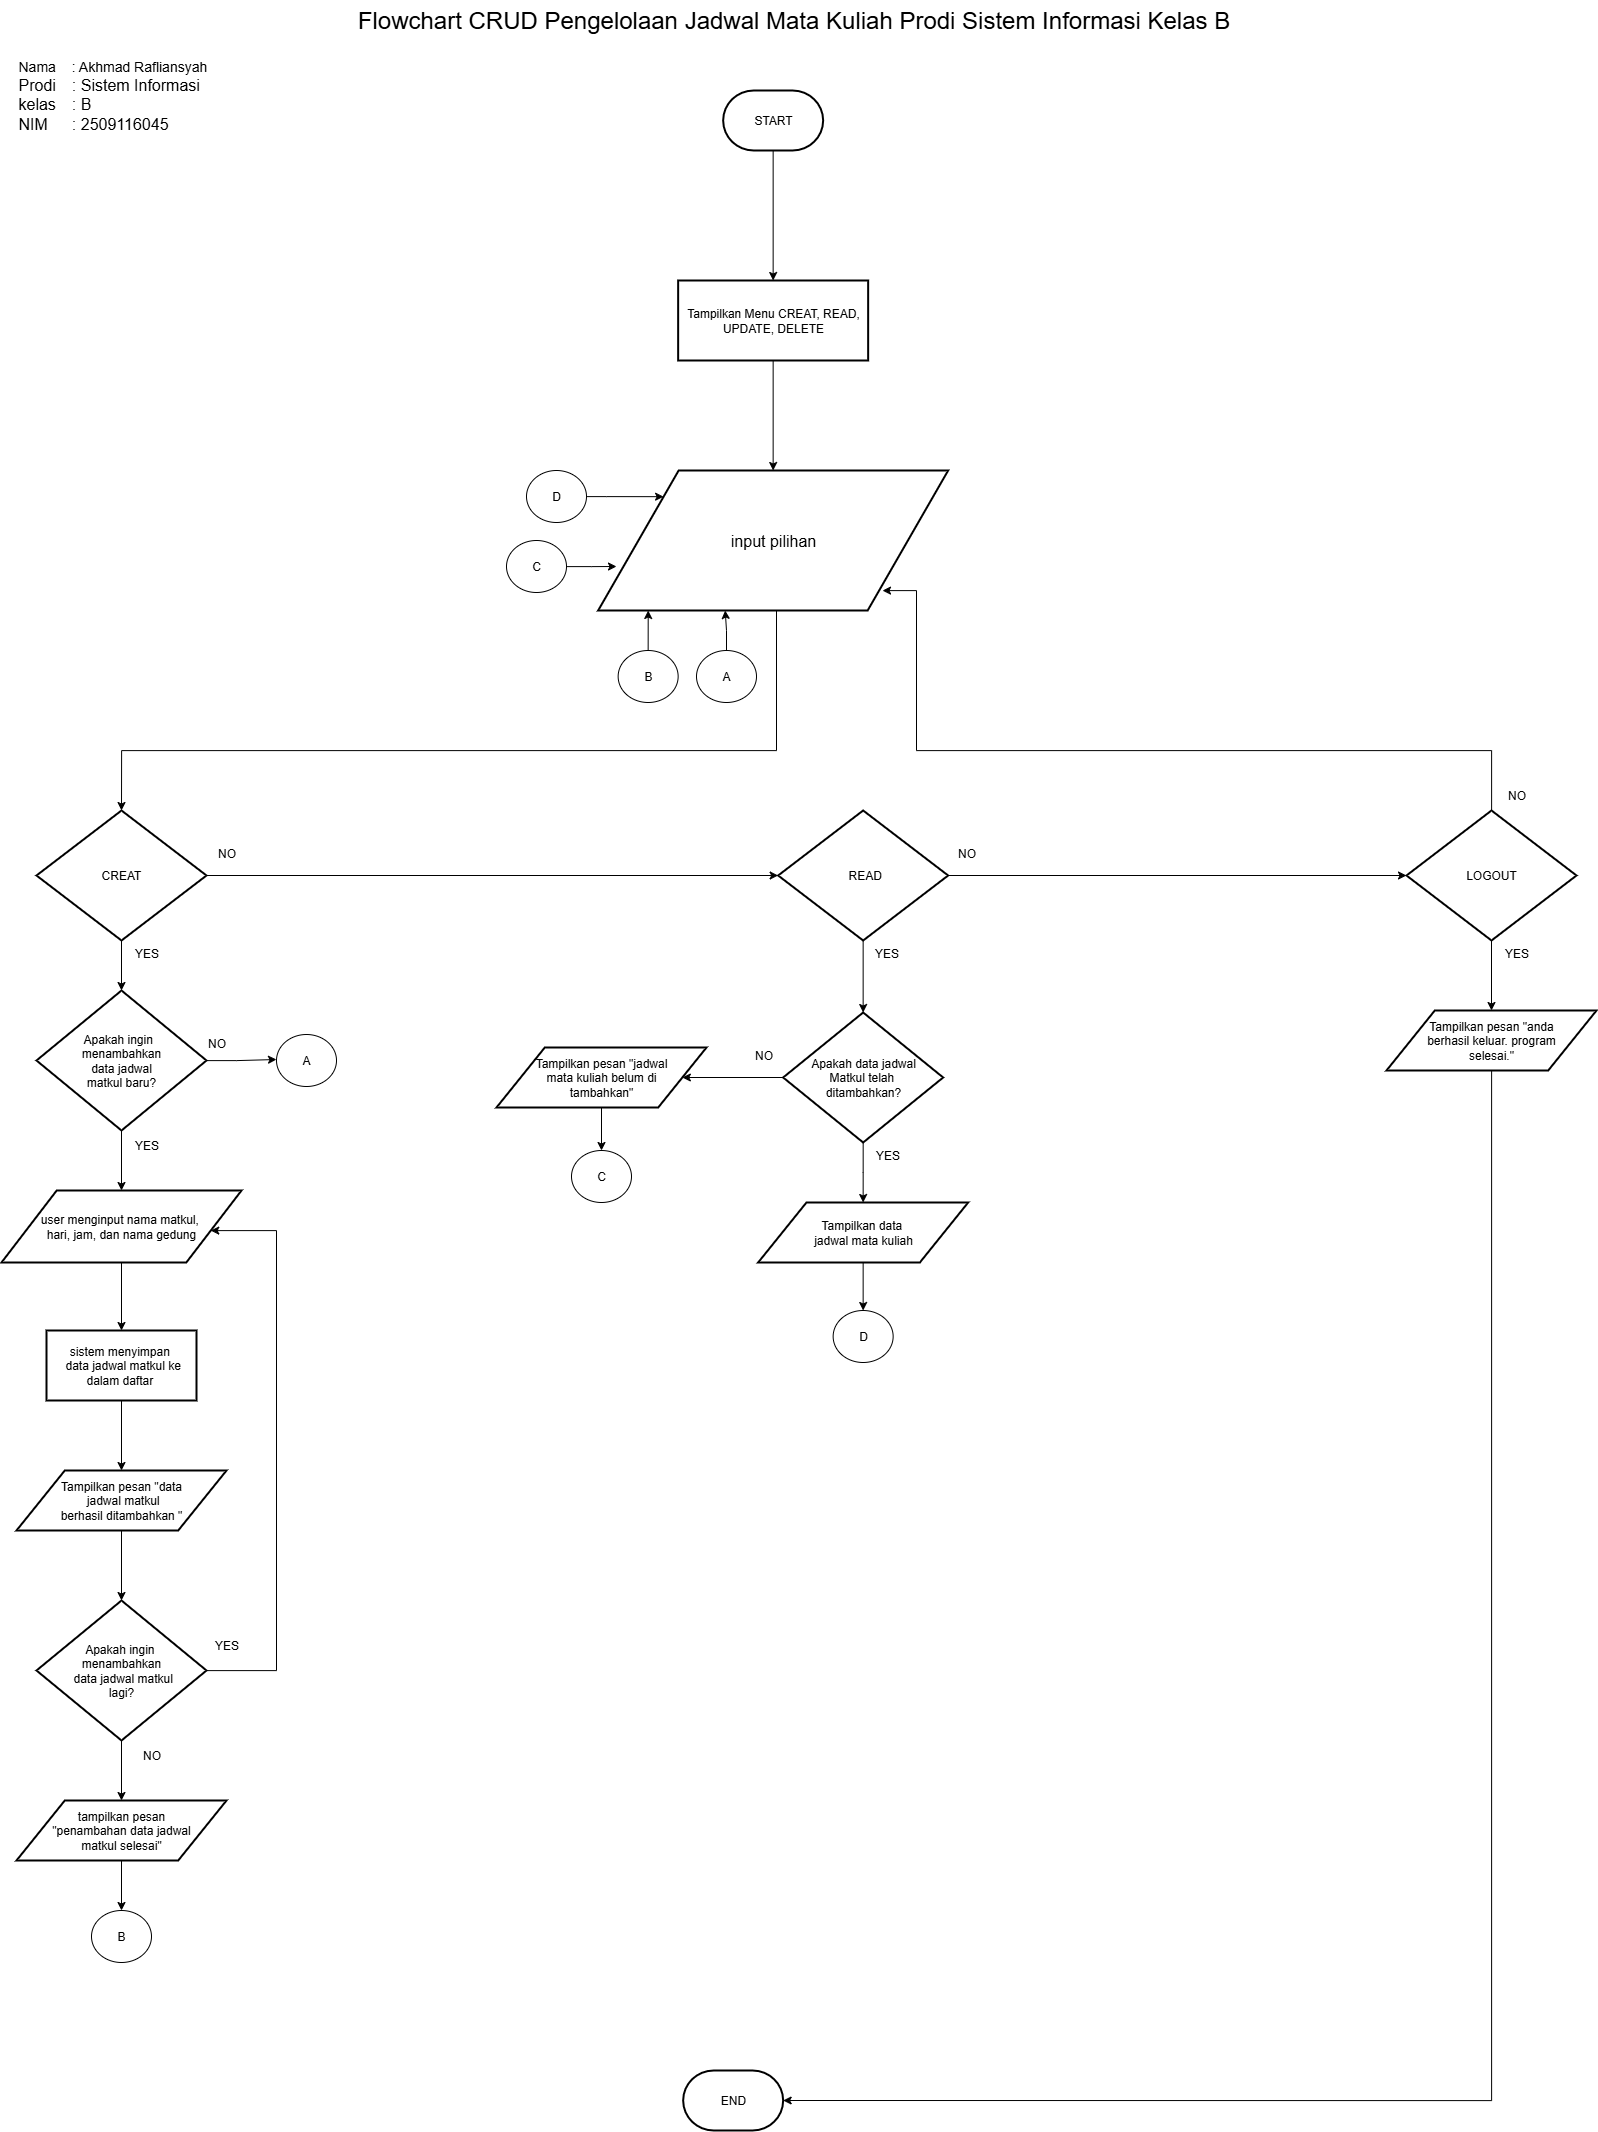 Flowchart CRUD Pengelolaan Jadwal Mata Kuliah Prodi Sistem Informasi Kelas B
Nama : Akhmad Rafliansyah
Prodi : Sistem Informasi
kelas : B
NIM : 2509116045
START
Tampilkan Menu CREAT, READ,
UPDATE, DELETE
D
input pilihan
C
B
A
NO
CREAT
NO
READ
NO
LOGOUT
YES
YES
YES
Apakah ingin
menambahkan
data jadwal
matkul baru?
NO
A
Tampilkan pesan "jadwal
mata kuliah belum di
tambahkan"
NO
Apakah data jadwal
Matkul telah
ditambahkan?
Tampilkan pesan "anda
berhasil keluar. program
selesai."
YES
YES
C
user menginput nama matkul,
hari, jam, dan nama gedung
Tampilkan data
jadwal mata kuliah
D
sistem menyimpan
data jadwal matkul ke
dalam daftar
Tampilkan pesan "data
jadwal matkul
berhasil ditambahkan "
Apakah ingin
menambahkan
data jadwal matkul
lagi?
YES
NO
tampilkan pesan
"penambahan data jadwal
matkul selesai"
B
END